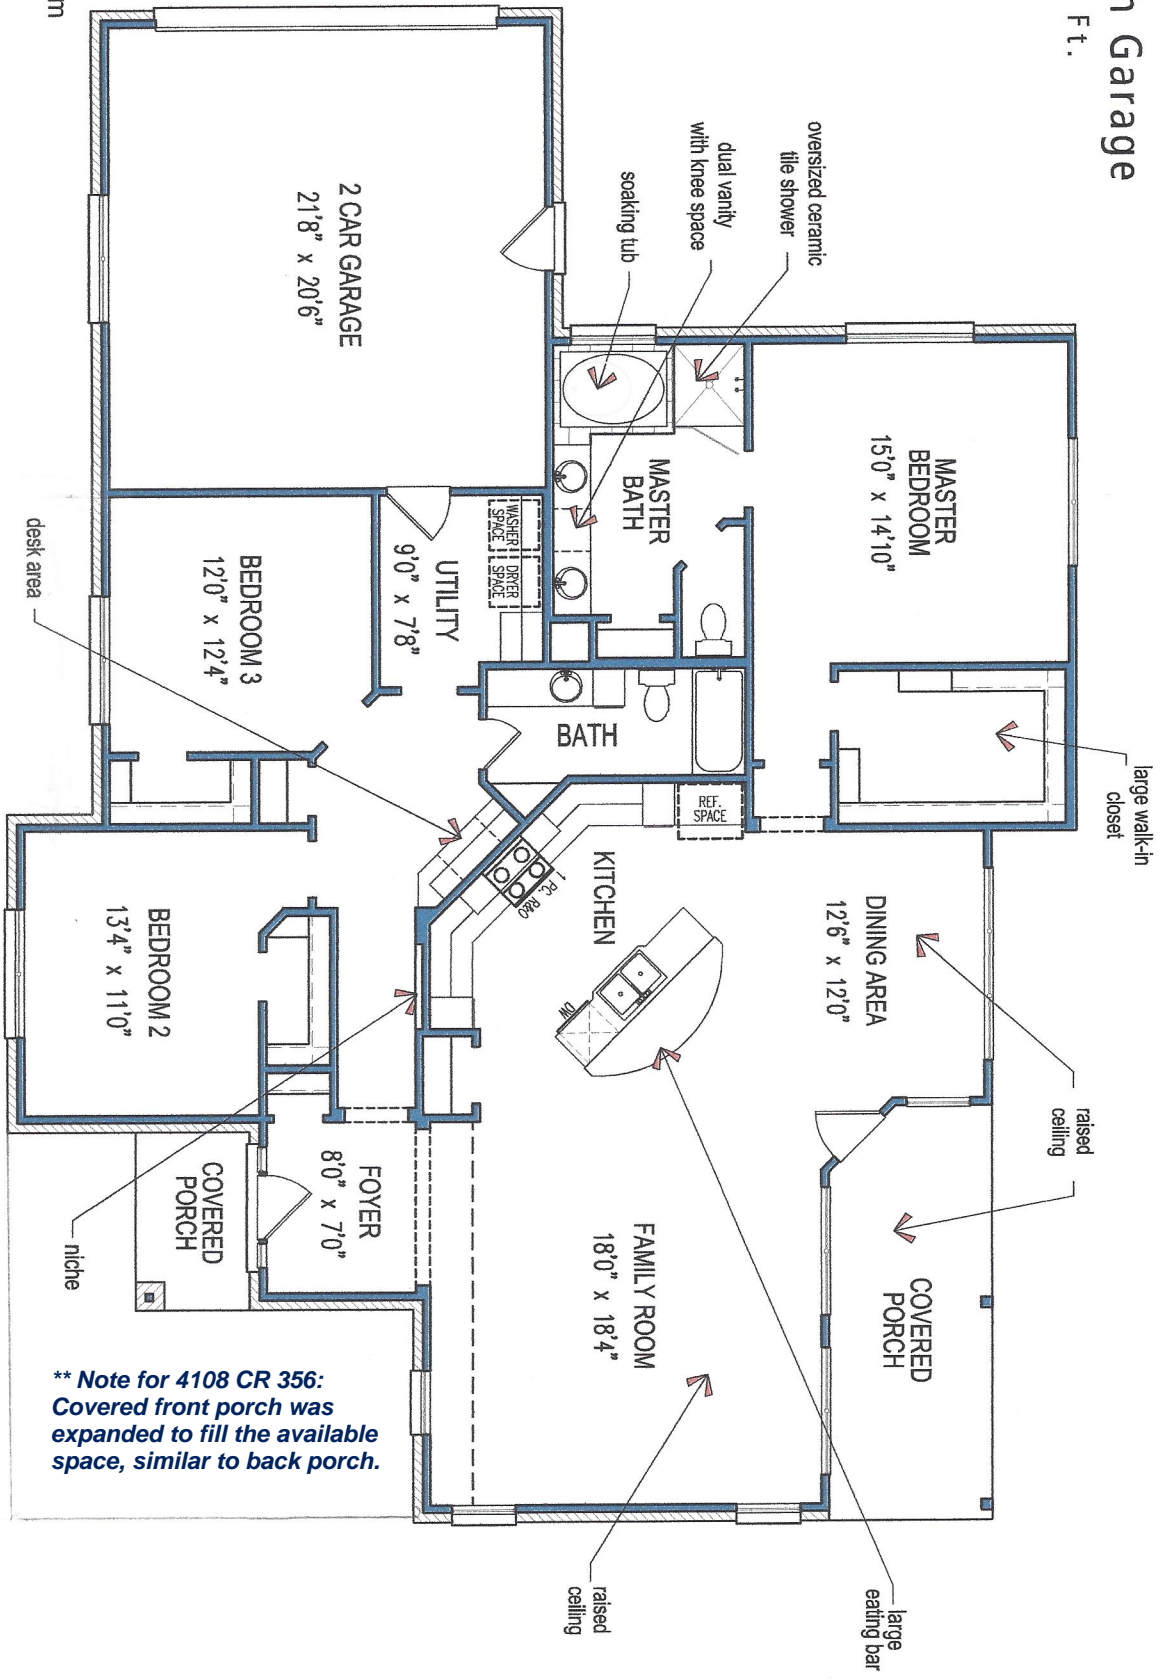 n Garage
Ft.
m
oversized ceramic
tile shower
dual vanity
with knee space
soaking tub
large walk-in
closet
raised
ceiling
large
eating bar
raised
ceiling
desk area
niche
MASTER
BEDROOM
15'0" x 14'10"
MASTER
BATH
2 CAR GARAGE
21'8" x 20'6"
WASHER
SPACE
DRYER
SPACE
UTILITY
9'0" x 7'8"
BEDROOM 3
12'0" x 12'4"
BATH
REF.
SPACE
KITCHEN
1 PC. R&O
DW
DINING AREA
12'6" x 12'0"
BEDROOM 2
13'4" x 11'0"
COVERED
PORCH
FOYER
8'0" x 7'0"
FAMILY ROOM
18'0" x 18'4"
COVERED
PORCH
** Note for 4108 CR 356:
Covered front porch was
expanded to fill the available
space, similar to back porch.